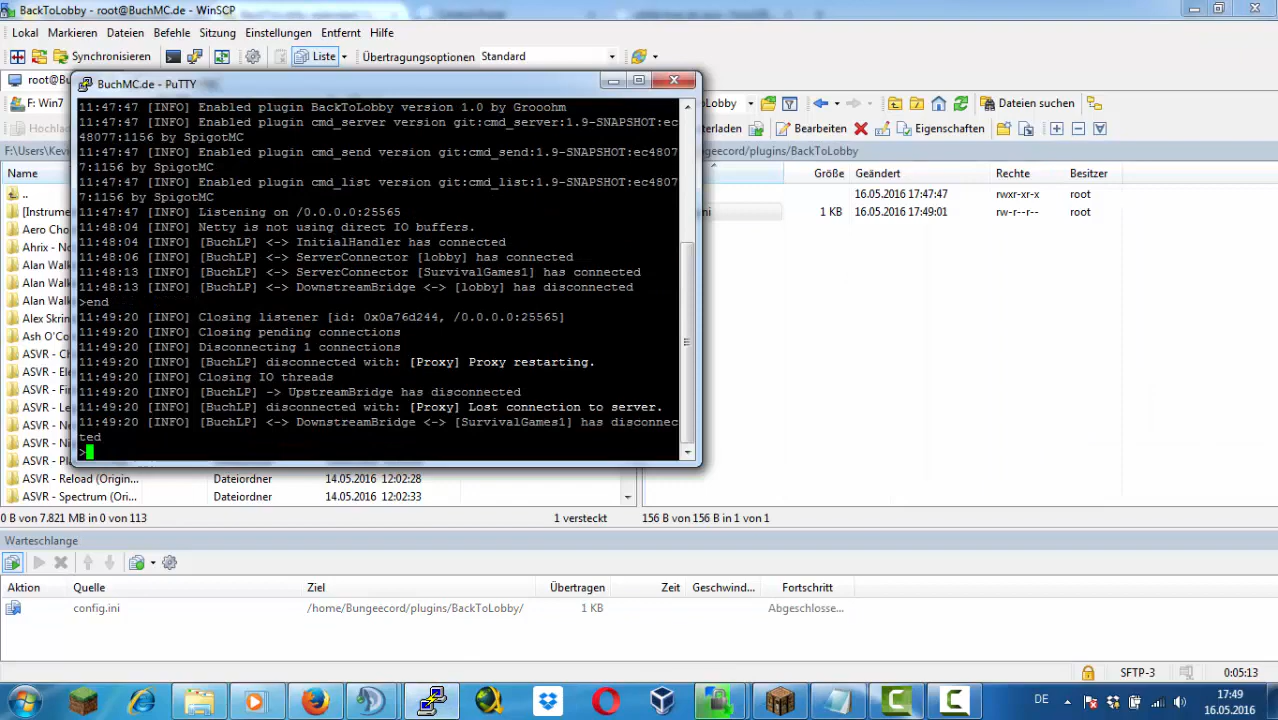 BackToLobby - root@BuchMC.de - WinSCP
Lokal Markieren Dateien Befehle Sitzung Einstellungen Entfernt Hilfe
Synchronisieren Liste Übertragungsoptionen Standard
BuchMC.de - PuTTY
11:47:47 [INFO] Enabled plugin BackToLobby version 1.0 by Groohm
11:47:47 [INFO] Enabled plugin cmd_server version git:cmd_server:1.9-SNAPSHOT:ec
48077:1156 by SpigotMC
11:47:47 [INFO] Enabled plugin cmd_send version git:cmd_send:1.9-SNAPSHOT:ec4807
7:1156 by SpigotMC
11:47:47 [INFO] Enabled plugin cmd_list version git:cmd_list:1.9-SNAPSHOT:ec4807
7:1156 by SpigotMC
11:47:47 [INFO] Listening on /0.0.0.0:25565
11:48:04 [INFO] Netty is not using direct IO buffers.
11:48:04 [INFO] [BuchLP] <-> InitialHandler has connected
11:48:06 [INFO] [BuchLP] <-> ServerConnector [lobby] has connected
11:48:13 [INFO] [BuchLP] <-> ServerConnector [SurvivalGames1] has connected
11:48:13 [INFO] [BuchLP] <-> DownstreamBridge <-> [lobby] has disconnected
>end
11:49:20 [INFO] Closing listener [id: 0x0a76d244, /0.0.0.0:25565]
11:49:20 [INFO] Closing pending connections
11:49:20 [INFO] Disconnecting 1 connections
11:49:20 [INFO] [BuchLP] disconnected with: [Proxy] Proxy restarting.
11:49:20 [INFO] Closing IO threads
11:49:20 [INFO] [BuchLP] -> UpstreamBridge has disconnected
11:49:20 [INFO] [BuchLP] disconnected with: [Proxy] Lost connection to server.
11:49:20 [INFO] [BuchLP] <-> DownstreamBridge <-> [SurvivalGames1] has disconnec
ted
>
root@Bu
F: Win7
Hochlad
F:\Users\Kev
Name
..
[Instrume
Aero Cho
Ahrix - N
Alan Walk
Alan Walk
Alan Walk
Alex Skrin
Ash O'Co
ASVR - C
ASVR - El
ASVR - Fi
ASVR - Le
ASVR - M
ASVR - Pl
ASVR - Reload (Origin... Dateiordner 14.05.2016 12:02:28
ASVR - Spectrum (Ori... Dateiordner 14.05.2016 12:02:33
Lobby Dateien suchen
terladen Bearbeiten Eigenschaften
ngeecord/plugins/BackToLobby
Größe Geändert Rechte Besitzer
16.05.2016 17:47:47 rwxr-xr-x root
ni 1 KB 16.05.2016 17:49:01 rw-r--r-- root
0 B von 7.821 MB in 0 von 113 1 versteckt 156 B von 156 B in 1 von 1
Warteschlange
Aktion Quelle Ziel Übertragen Zeit Geschwind... Fortschritt
config.ini /home/Bungeecord/plugins/BackToLobby/ 1 KB Abgeschlosse...
SFTP-3 0:05:13
DE 17:49
16.05.2016